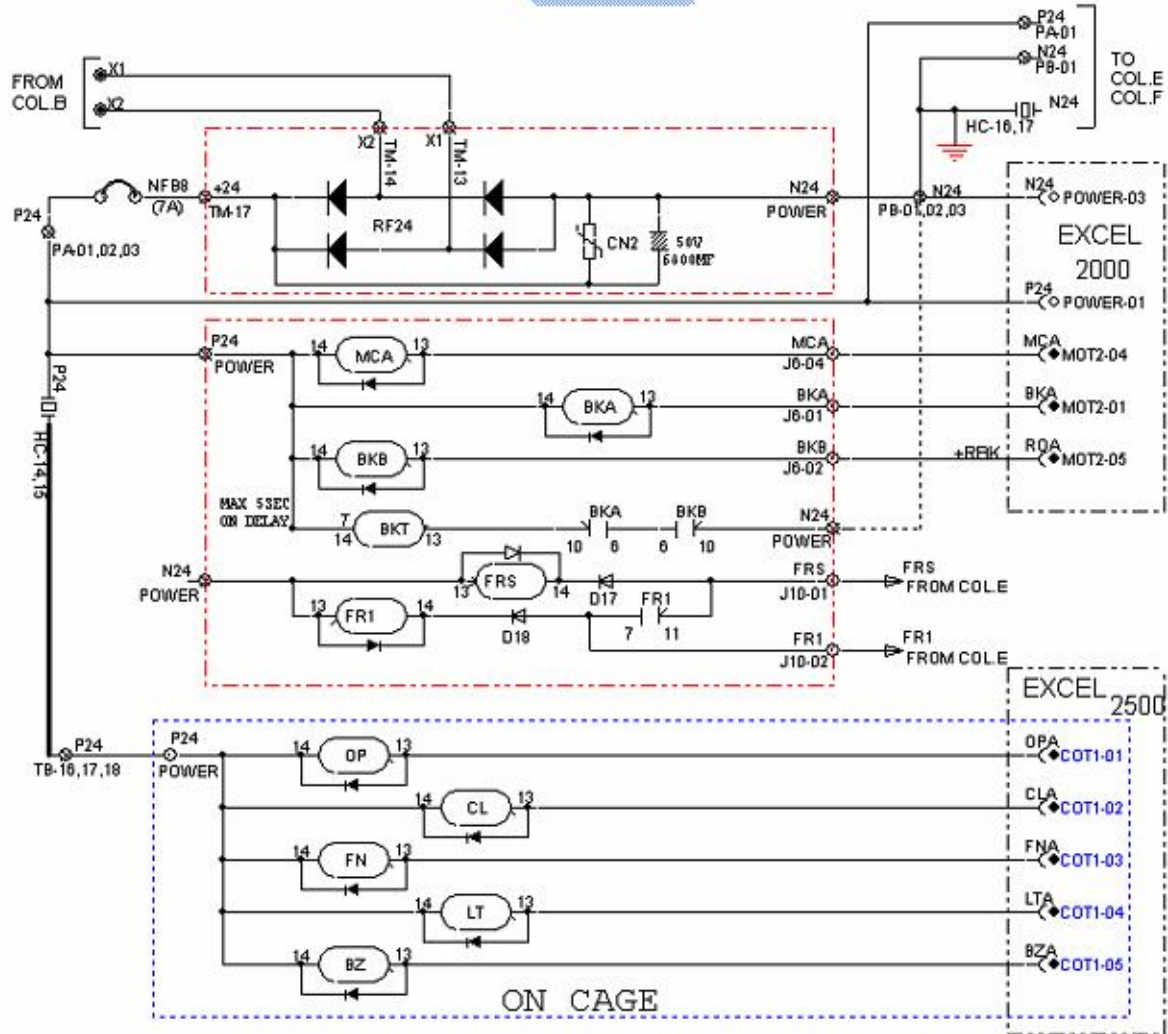 P24
PA-01
N24
PB-01
TO
COL.E
COL.F
FROM
COL.B
X1
X2
HC-16,17
N24
X2
TM-14
X1
TM-13
NFB8
(7A)
+24
TM-17
RF24
N24
POWER
N24
PB-01,02,03
N24
POWER-03
EXCEL
2000
P24
PA-01,02,03
CN2
50V
6800MF
P24
POWER-01
P24
POWER
14
MCA
13
MCA
J6-04
MCA
MOT2-04
P24
HC-14,15
14
BKA
13
BKA
J6-01
BKA
MOT2-01
14
BKB
13
BKB
J6-02
+RBK
MOT2-05
MAX 5SEC
ON DELAY
7
14
BKT
13
BKA
10
6
BKB
6
10
N24
POWER
N24
POWER
13
FRS
14
D17
FRS
J10-01
FRS
FROM COL.E
13
FR1
14
D18
FR1
7
11
FR1
J10-02
FR1
FROM COL.E
EXCEL
2500
P24
TB-16,17,18
P24
POWER
14
OP
13
OPA
COT1-01
14
CL
13
CLA
COT1-02
14
FN
13
FNA
COT1-03
14
LT
13
LTA
COT1-04
14
BZ
13
BZA
COT1-05
ON CAGE